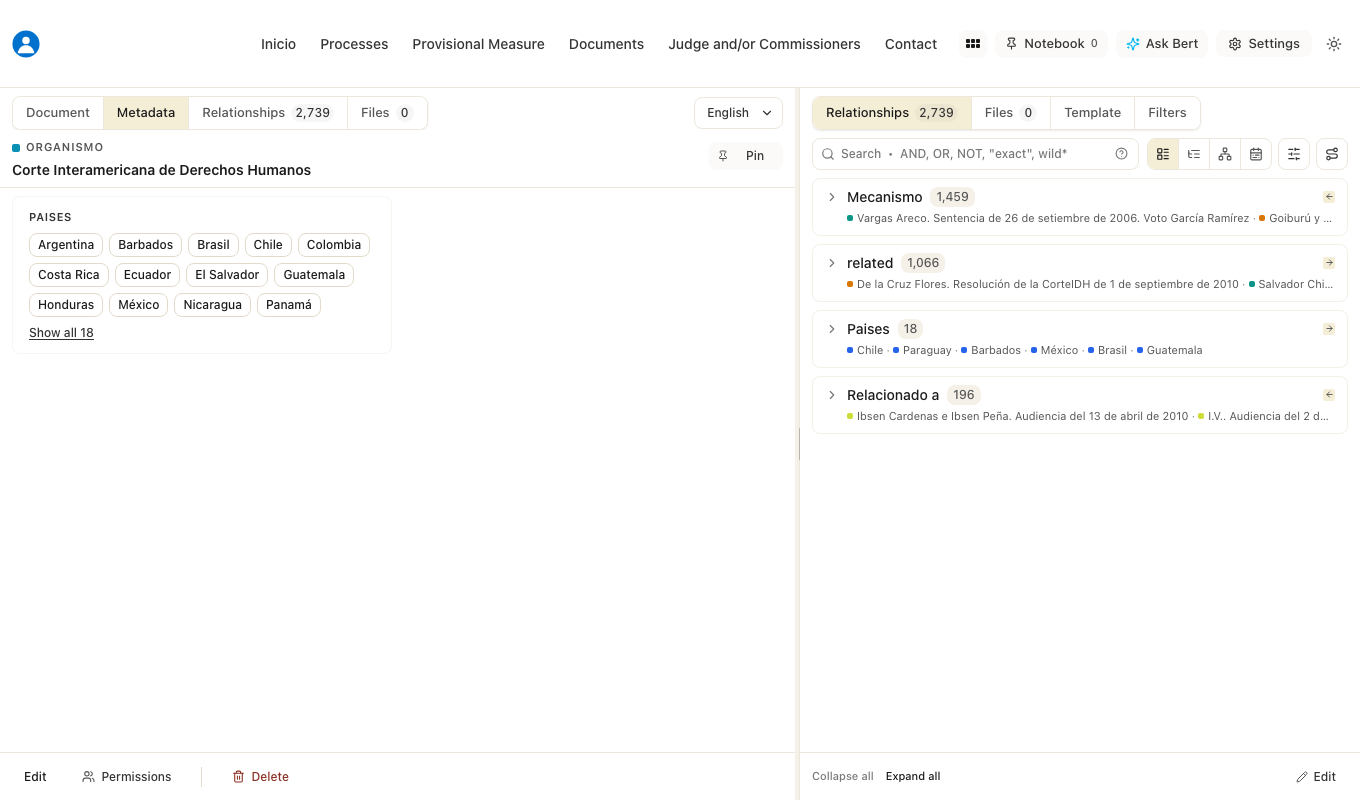 Inicio Processes Provisional Measure Documents Judge and/or Commissioners Contact Notebook 0 Ask Bert Settings
Document Metadata Relationships 2,739 Files 0 English
ORGANISMO
Corte Interamericana de Derechos Humanos
Pin
PAISES
Argentina Barbados Brasil Chile Colombia
Costa Rica Ecuador El Salvador Guatemala
Honduras México Nicaragua Panamá
Show all 18
Edit Permissions Delete
Relationships 2,739 Files 0 Template Filters
Search • AND, OR, NOT, "exact", wild*
Mecanismo 1,459
Vargas Areco. Sentencia de 26 de setiembre de 2006. Voto García Ramírez · Goiburú y ...
related 1,066
De la Cruz Flores. Resolución de la CorteIDH de 1 de septiembre de 2010 · Salvador Chi...
Paises 18
Chile · Paraguay · Barbados · México · Brasil · Guatemala
Relacionado a 196
Ibsen Cardenas e Ibsen Peña. Audiencia del 13 de abril de 2010 · I.V.. Audiencia del 2 d...
Collapse all Expand all Edit